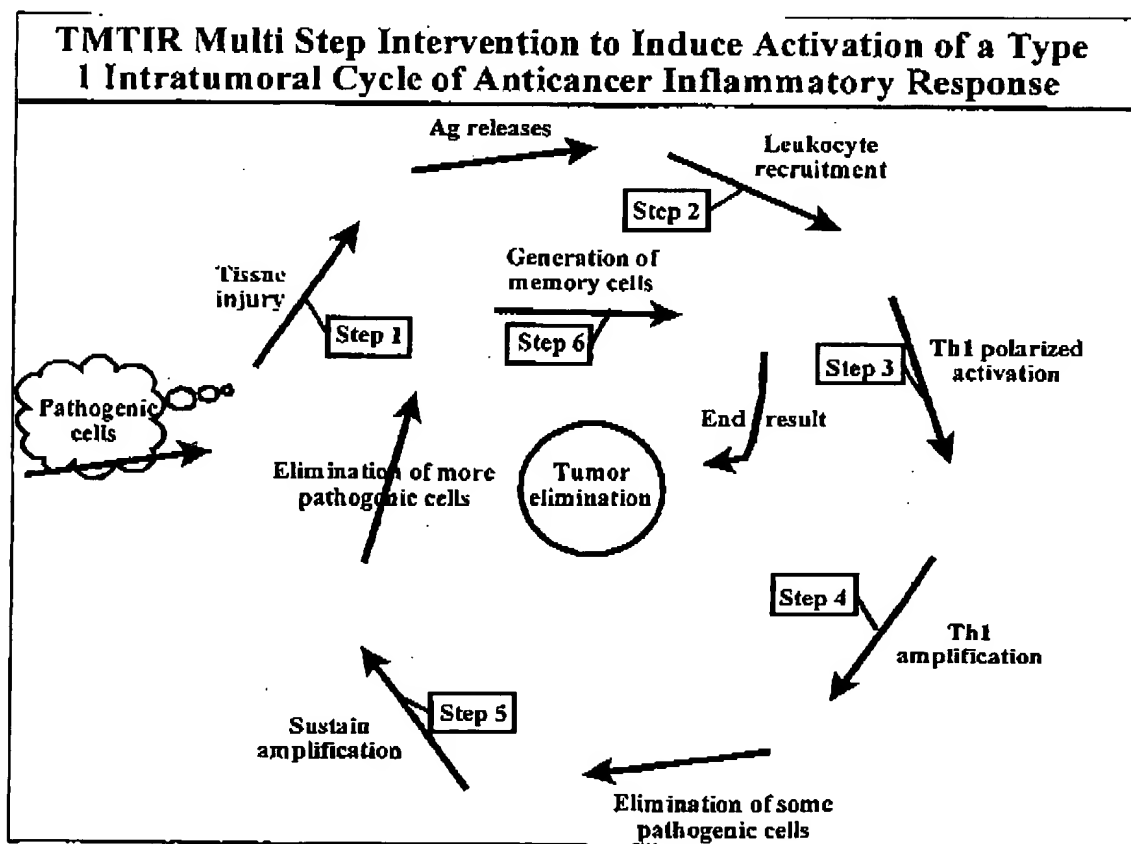 TMTIR Multi Step Intervention to Induce Activation of a Type
1 Intratumoral Cycle of Anticancer Inflammatory Response
Ag releases
Leukocyte
recruitment
Step 2
Generation of
memory cells
Tissue
injury
Step 1
Step 6
Th1 polarized
activation
Step 3
Pathogenic
cells
End result
Elimination of more
pathogenic cells
Tumor
elimination
Step 4
Th1
amplification
Step 5
Sustain
amplification
Elimination of some
pathogenic cells